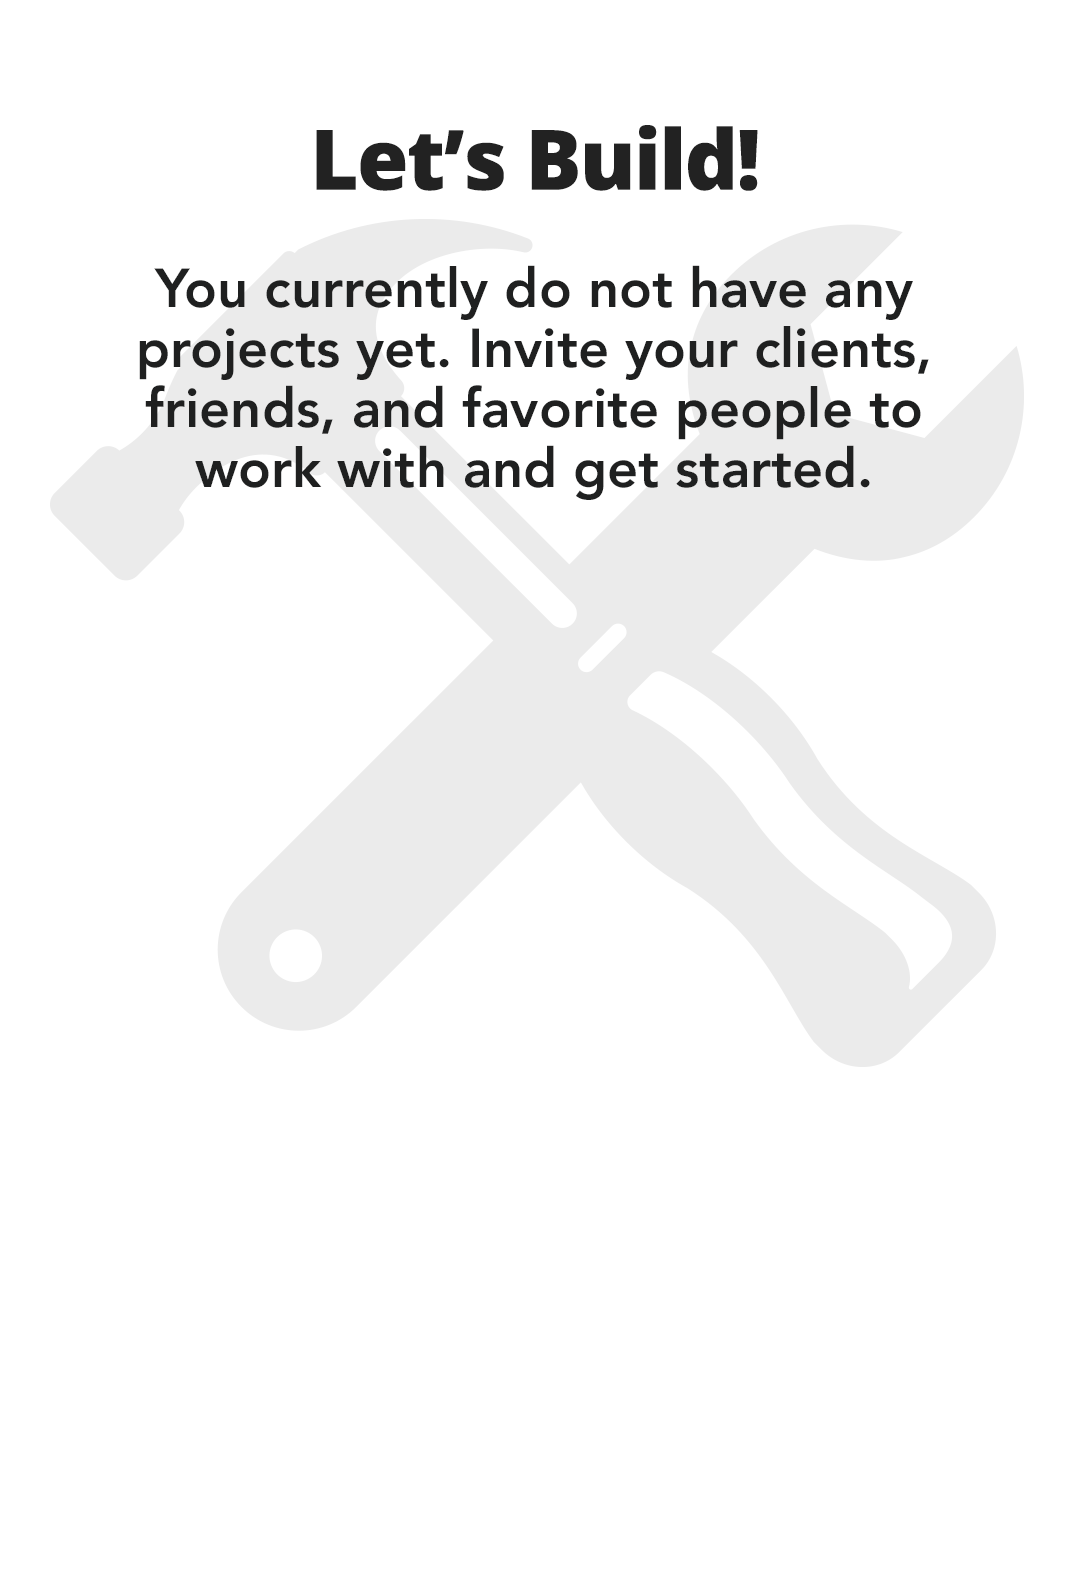 Let’s Build!
You currently do not have any
projects yet. Invite your clients,
friends, and favorite people to
work with and get started.